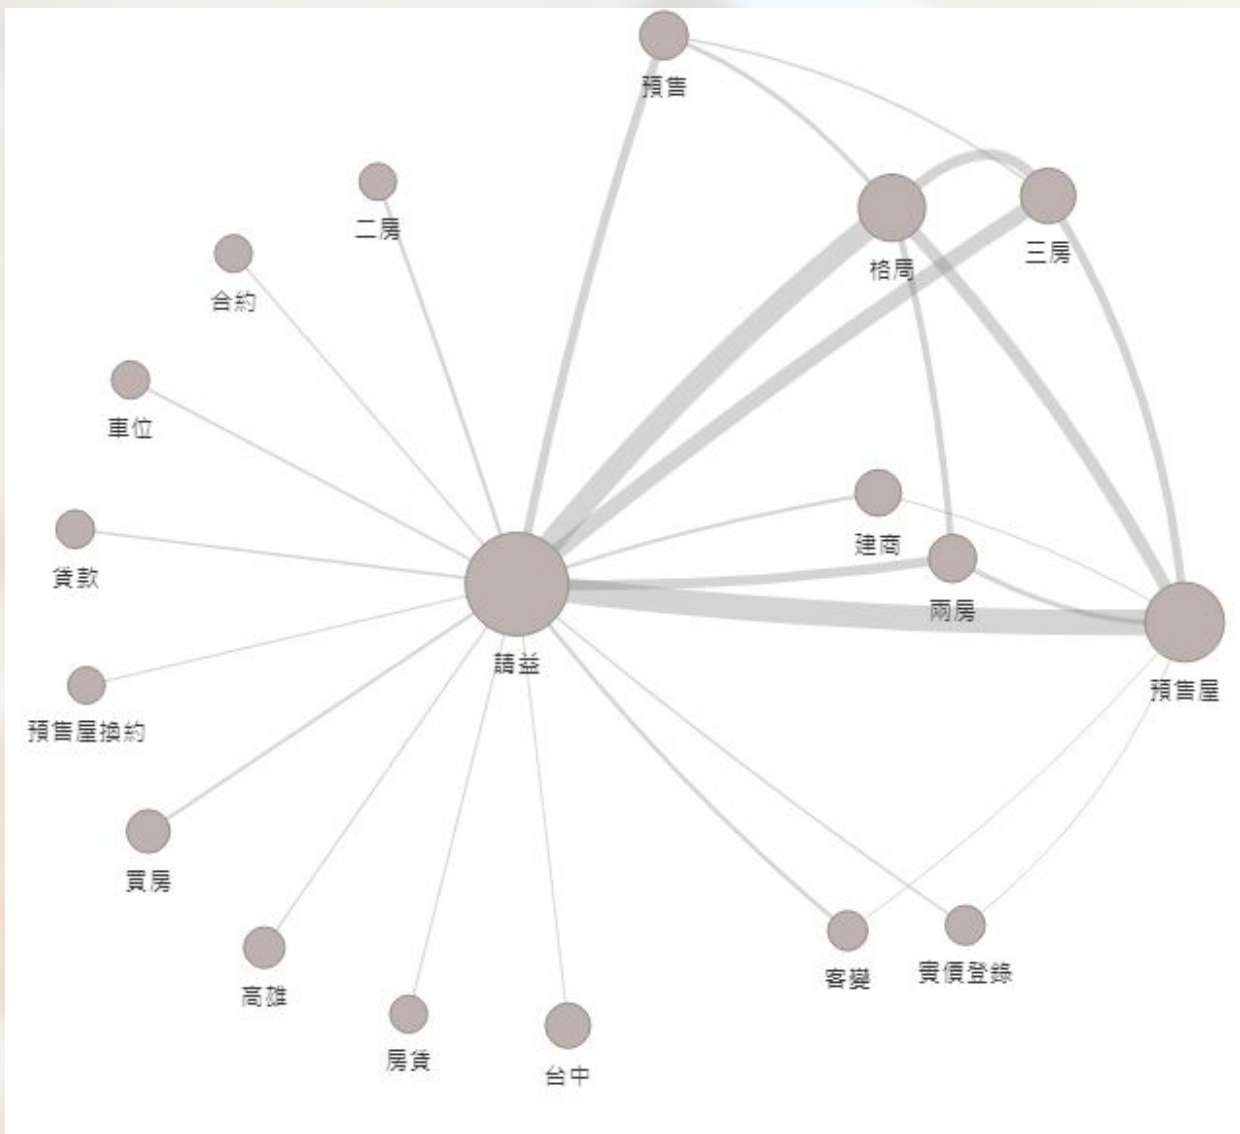 預售
二房
三房
格局
合約
車位
建商
貸款
兩房
請益
預售屋
預售屋換約
買房
客變
實價登錄
高雄
房貸
台中